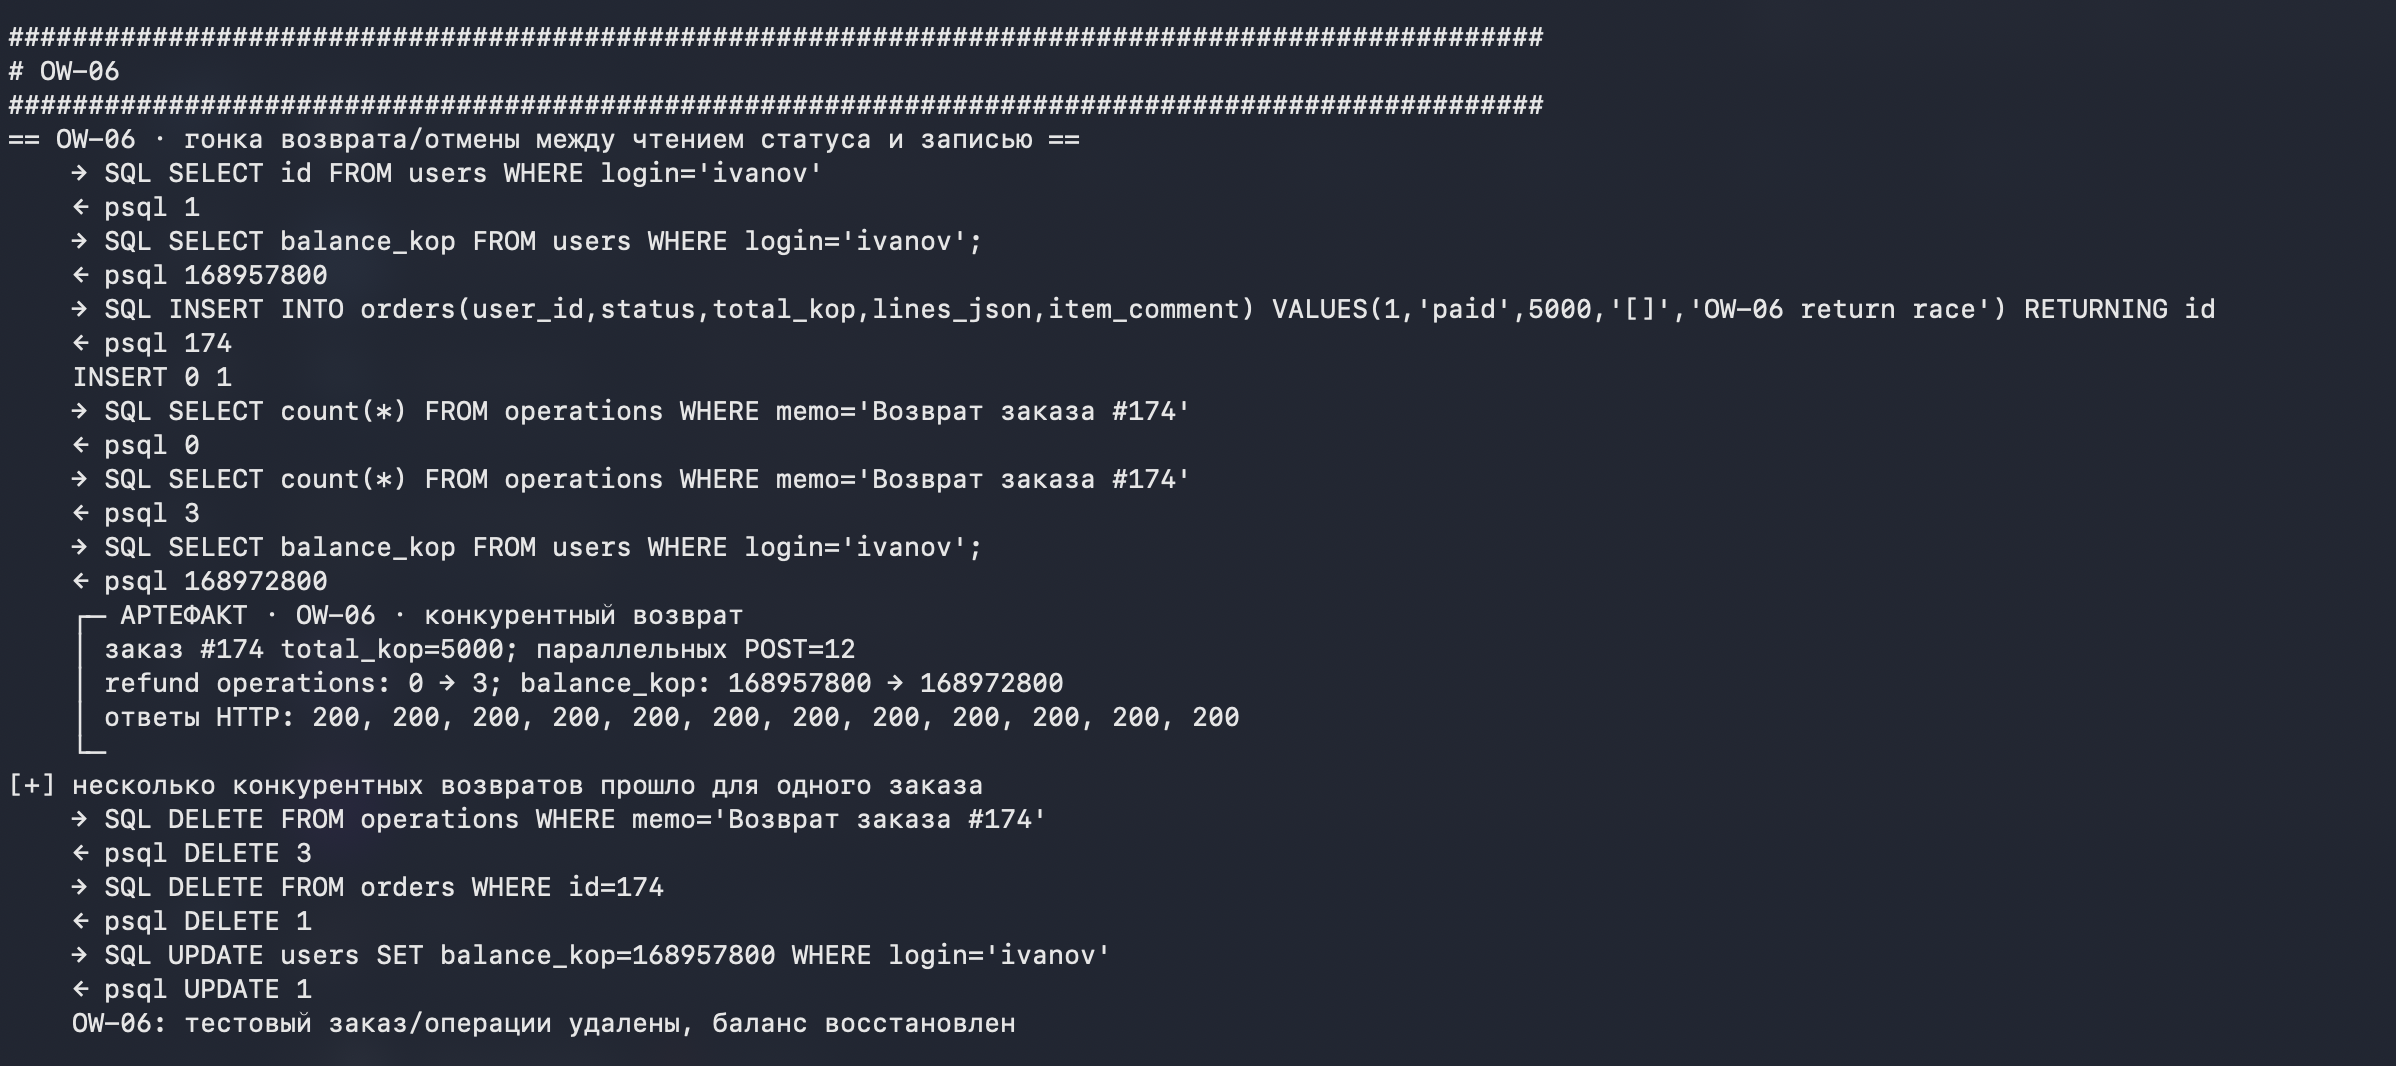 ################################################################################################
# OW-06
################################################################################################
== OW-06 · гонка возврата/отмены между чтением статуса и записью ==
→ SQL SELECT id FROM users WHERE login='ivanov'
← psql 1
→ SQL SELECT balance_kop FROM users WHERE login='ivanov';
← psql 168957800
→ SQL INSERT INTO orders(user_id,status,total_kop,lines_json,item_comment) VALUES(1,'paid',5000,'[]','OW-06 return race') RETURNING id
← psql 174
INSERT 0 1
→ SQL SELECT count(*) FROM operations WHERE memo='Возврат заказа #174'
← psql 0
→ SQL SELECT count(*) FROM operations WHERE memo='Возврат заказа #174'
← psql 3
→ SQL SELECT balance_kop FROM users WHERE login='ivanov';
← psql 168972800
┌─ АРТЕФАКТ · OW-06 · конкурентный возврат
│ заказ #174 total_kop=5000; параллельных POST=12
│ refund operations: 0 → 3; balance_kop: 168957800 → 168972800
│ ответы HTTP: 200, 200, 200, 200, 200, 200, 200, 200, 200, 200, 200, 200
└─
[+] несколько конкурентных возвратов прошло для одного заказа
→ SQL DELETE FROM operations WHERE memo='Возврат заказа #174'
← psql DELETE 3
→ SQL DELETE FROM orders WHERE id=174
← psql DELETE 1
→ SQL UPDATE users SET balance_kop=168957800 WHERE login='ivanov'
← psql UPDATE 1
OW-06: тестовый заказ/операции удалены, баланс восстановлен